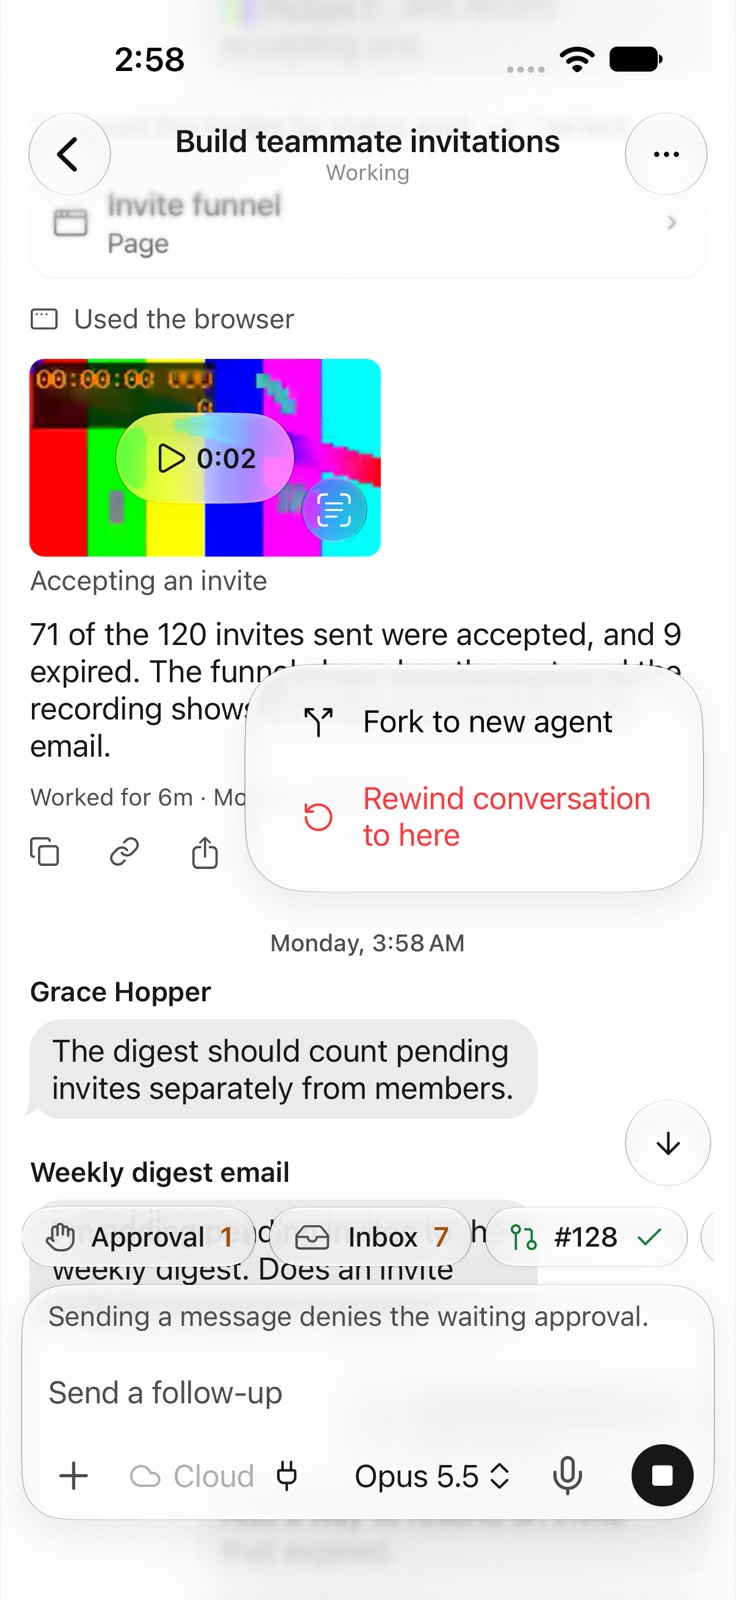 2:58
Build teammate invitations
Working
Invite funnel
Page
Used the browser
00:00:00
0:02
Accepting an invite
71 of the 120 invites sent were accepted, and 9
expired. The
recording shows
email.
Worked for 6m ·
Fork to new agent
Rewind conversation
to here
Monday, 3:58 AM
Grace Hopper
The digest should count pending
invites separately from members.
Weekly digest email
Approval 1
Inbox 7
#128
weekly digest. Does an invite
Sending a message denies the waiting approval.
Send a follow-up
Cloud
Opus 5.5
that expired.